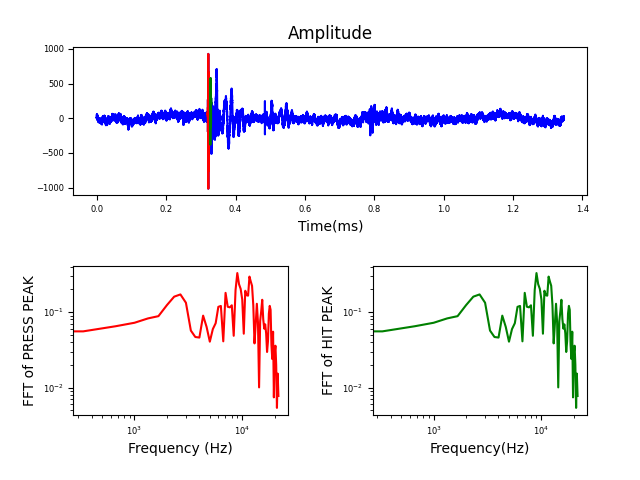 Amplitude
1000
500
0
−500
−1000
0.0 0.2 0.4 0.6 0.8 1.0 1.2 1.4
Time(ms)
FFT of PRESS PEAK
10⁻¹
10⁻²
10³ 10⁴
Frequency (Hz)
FFT of HIT PEAK
10⁻¹
10⁻²
10³ 10⁴
Frequency(Hz)